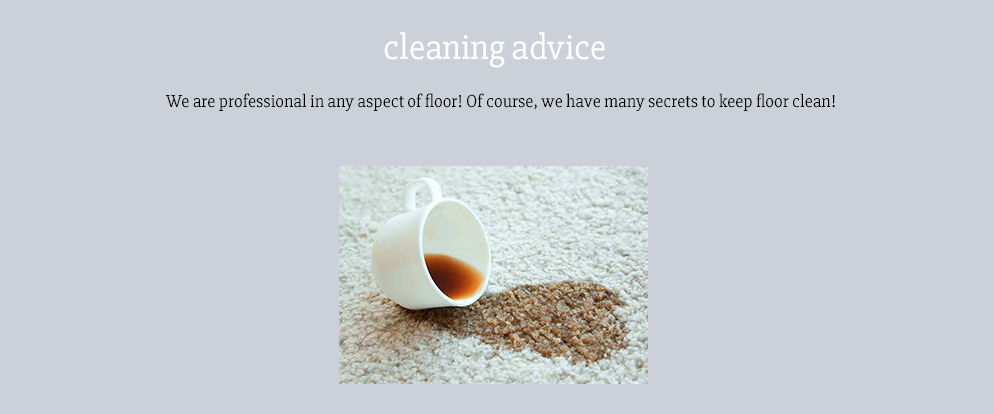 cleaning advice
We are professional in any aspect of floor! Of course, we have many secrets to keep floor clean!